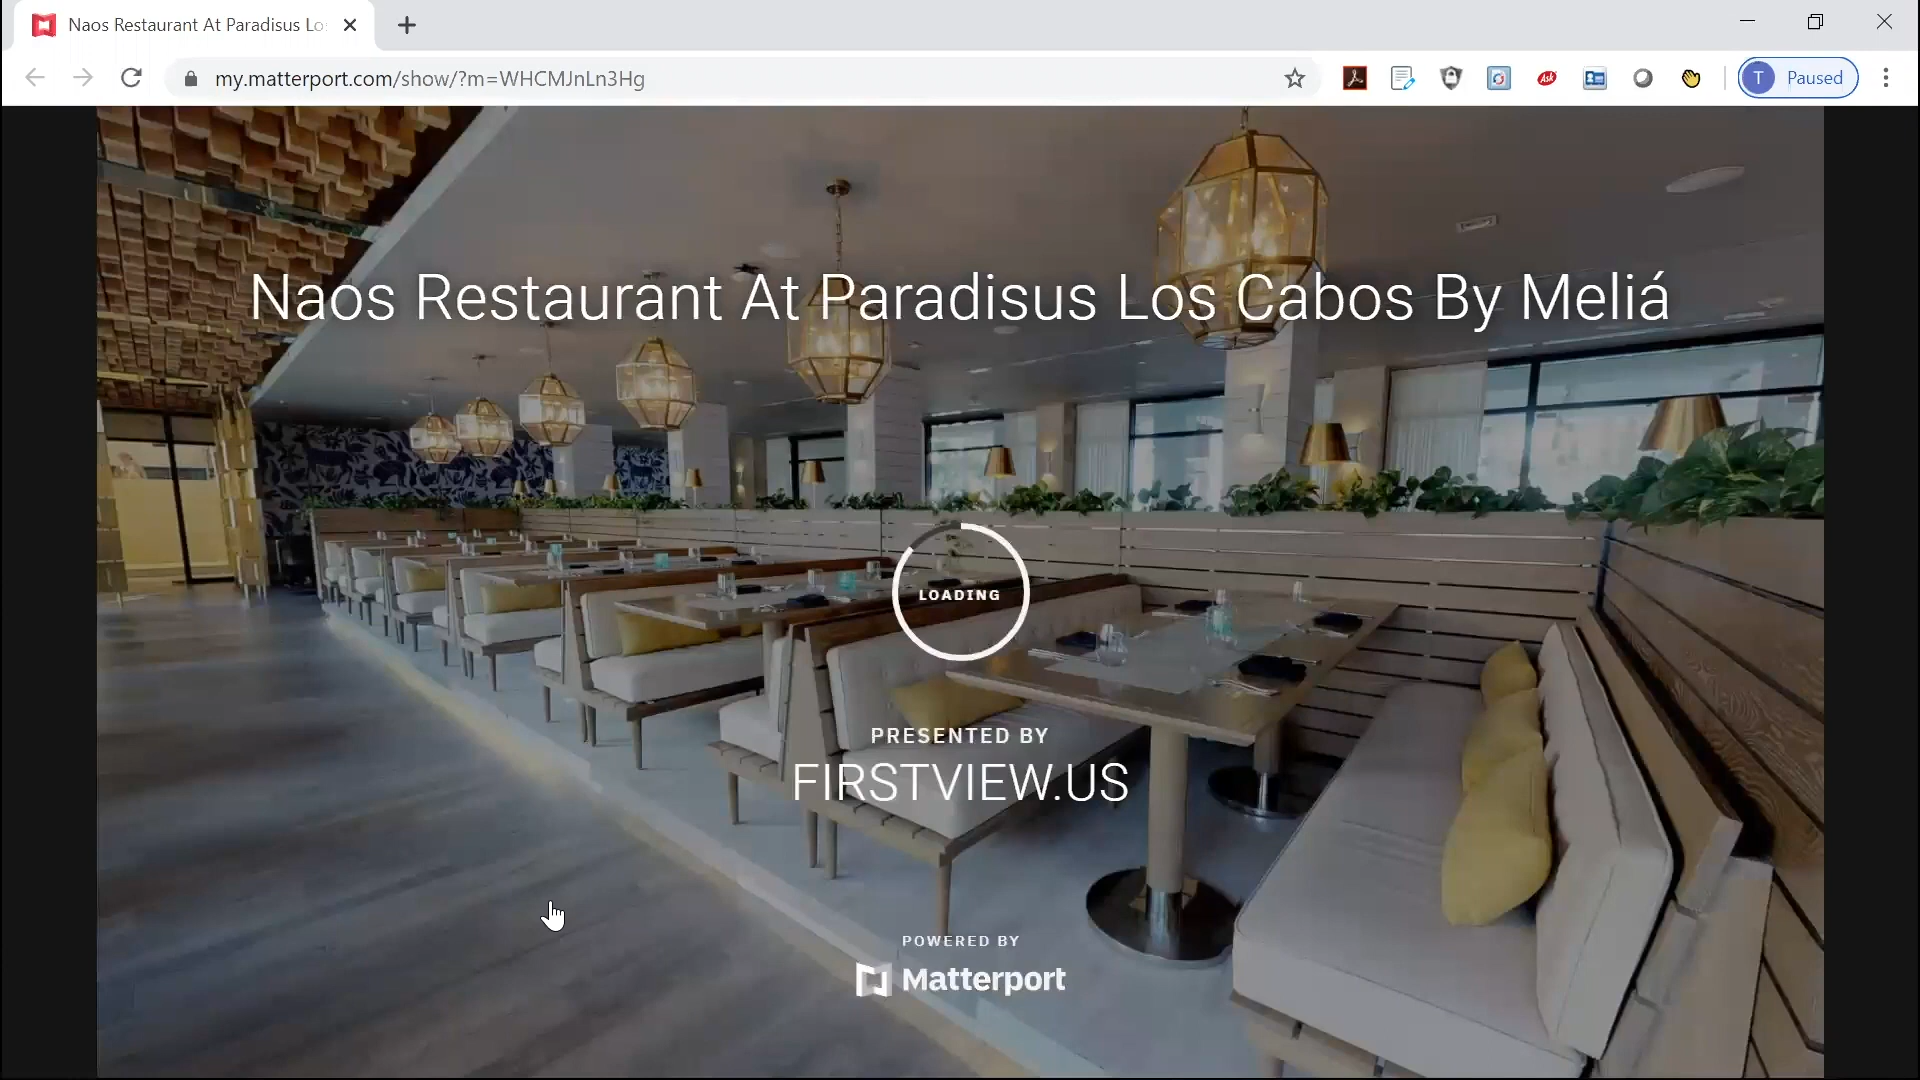 Naos Restaurant At Paradisus Lo
my.matterport.com/show/?m=WHCMJnLn3Hg
Ask
T Paused
Naos Restaurant At Paradisus Los Cabos By Meliá
LOADING
PRESENTED BY
FIRSTVIEW.US
POWERED BY
Matterport